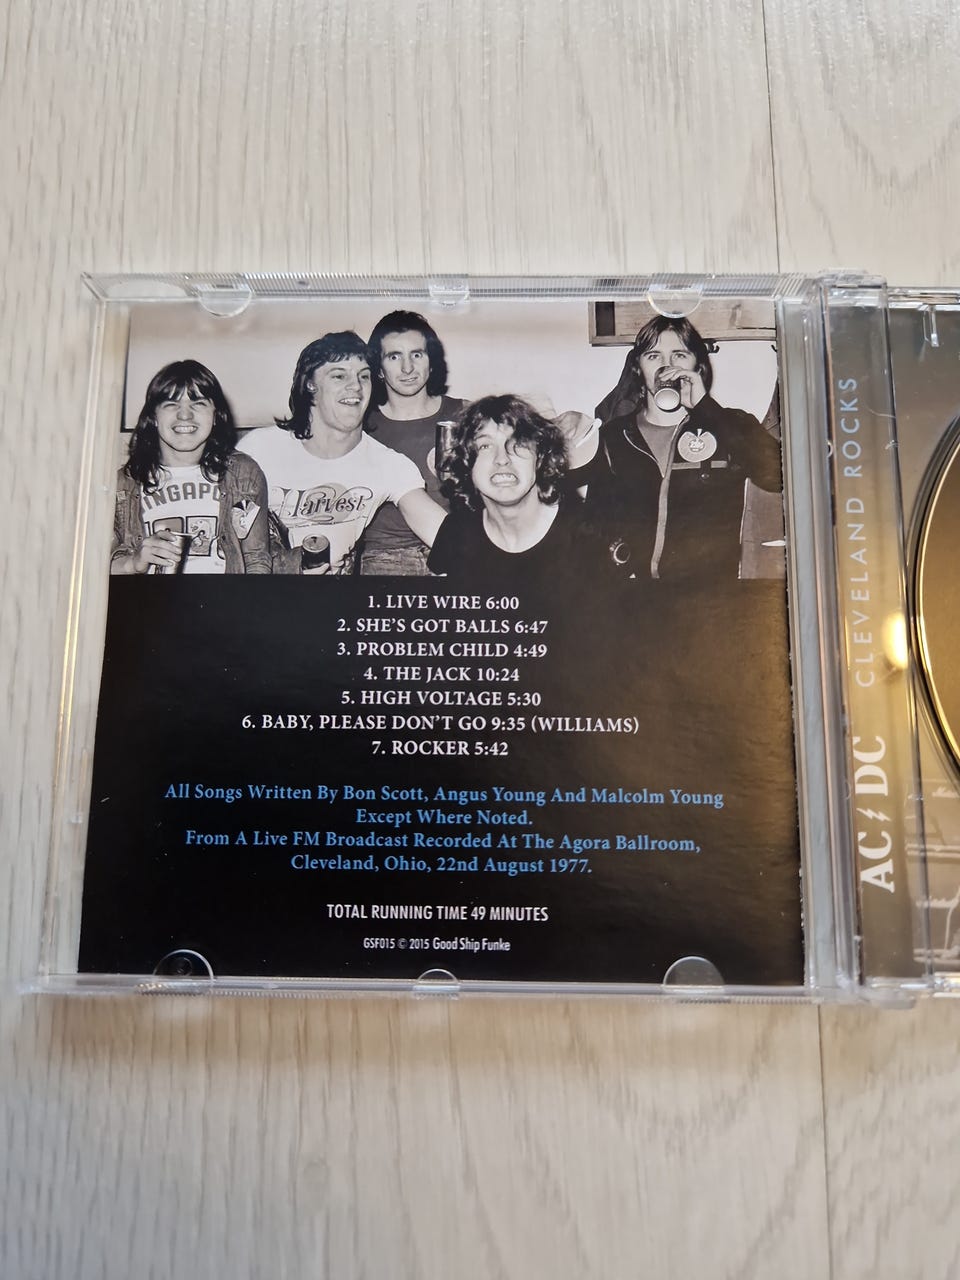 NGAPO
Harvest
1. LIVE WIRE 6:00
2. SHE'S GOT BALLS 6:47
3. PROBLEM CHILD 4:49
4. THE JACK 10:24
5. HIGH VOLTAGE 5:30
6. BABY, PLEASE DON'T GO 9:35 (WILLIAMS)
7. ROCKER 5:42
All Songs Written By Bon Scott, Angus Young And Malcolm Young
Except Where Noted.
From A Live FM Broadcast Recorded At The Agora Ballroom,
Cleveland, Ohio, 22nd August 1977.
TOTAL RUNNING TIME 49 MINUTES
GSF015 © 2015 Good Ship Funke
AC DC CLEVELAND ROCKS